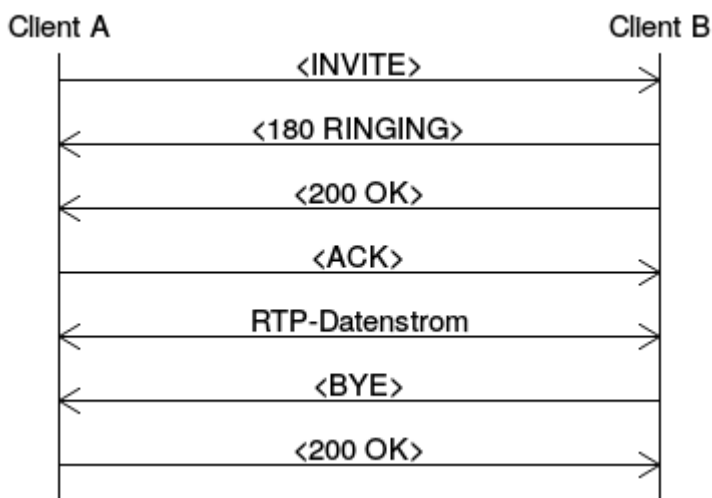 Client A Client B
<INVITE>
<180 RINGING>
<200 OK>
<ACK>
RTP-Datenstrom
<BYE>
<200 OK>